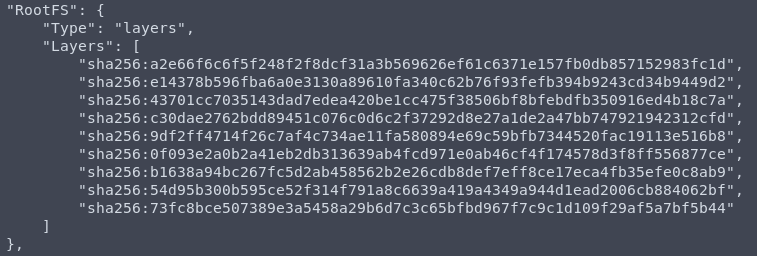 "RootFS": {
    "Type": "layers",
    "Layers": [
        "sha256:a2e66f6c6f5f248f2f8dcf31a3b569626ef61c6371e157fb0db857152983fc1d",
        "sha256:e14378b596fba6a0e3130a89610fa340c62b76f93fefb394b9243cd34b9449d2",
        "sha256:43701cc7035143dad7edea420be1cc475f38506bf8bfebdfb350916ed4b18c7a",
        "sha256:c30dae2762bdd89451c076c0d6c2f37292d8e27a1de2a47bb747921942312cfd",
        "sha256:9df2ff4714f26c7af4c734ae11fa580894e69c59bfb7344520fac19113e516b8",
        "sha256:0f093e2a0b2a41eb2db313639ab4fcd971e0ab46cf4f174578d3f8ff556877ce",
        "sha256:b1638a94bc267fc5d2ab458562b2e26cdb8def7eff8ce17eca4fb35efe0c8ab9",
        "sha256:54d95b300b595ce52f314f791a8c6639a419a4349a944d1ead2006cb884062bf",
        "sha256:73fc8bce507389e3a5458a29b6d7c3c65bfbd967f7c9c1d109f29af5a7bf5b44"
    ]
},